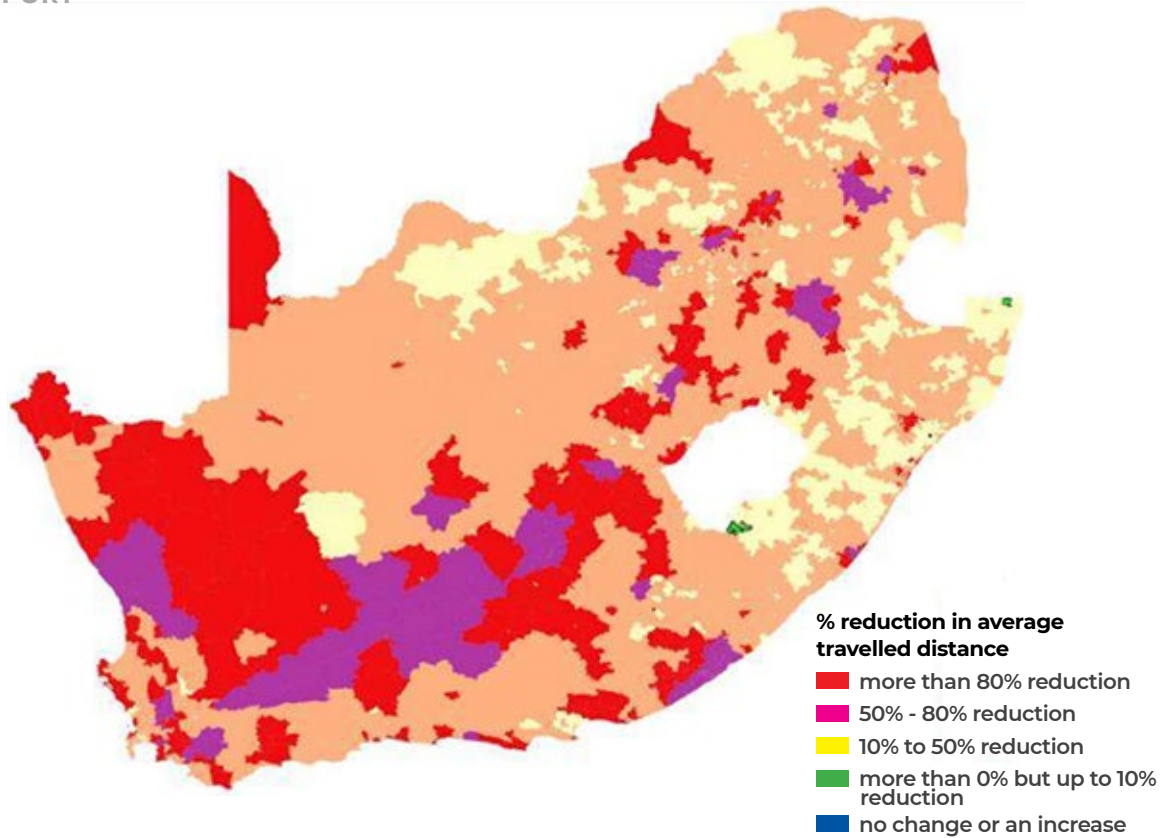 % reduction in average
travelled distance
more than 80% reduction
50% - 80% reduction
10% to 50% reduction
more than 0% but up to 10%
reduction
no change or an increase